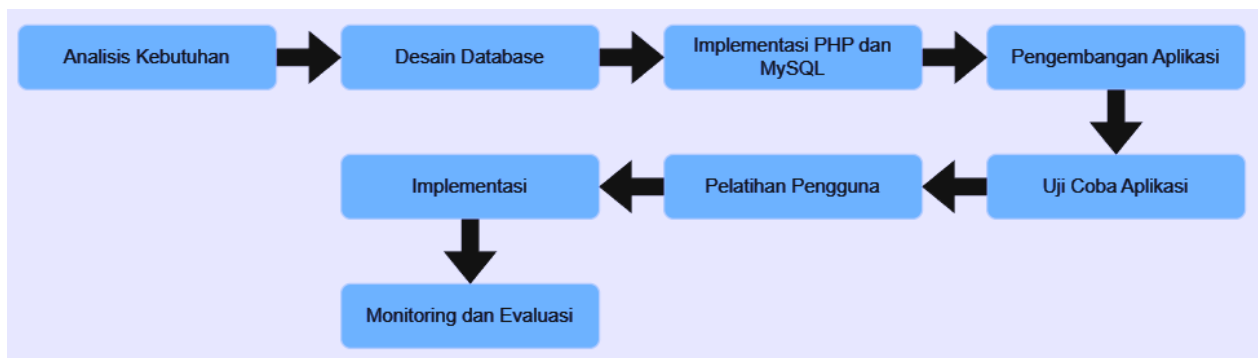 Analisis Kebutuhan
Desain Database
Implementasi PHP dan
MySQL
Pengembangan Aplikasi
Uji Coba Aplikasi
Pelatihan Pengguna
Implementasi
Monitoring dan Evaluasi